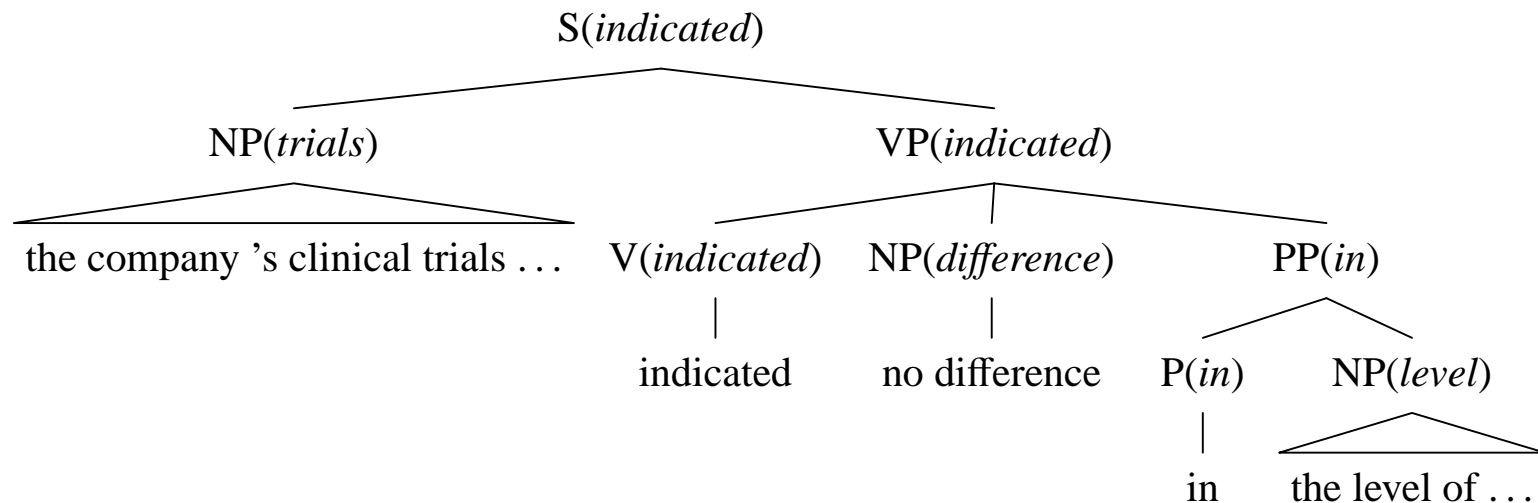 S(indicated)
NP(trials) VP(indicated)
the company 's clinical trials ... V(indicated) NP(difference) PP(in)
indicated no difference P(in) NP(level)
in the level of ...